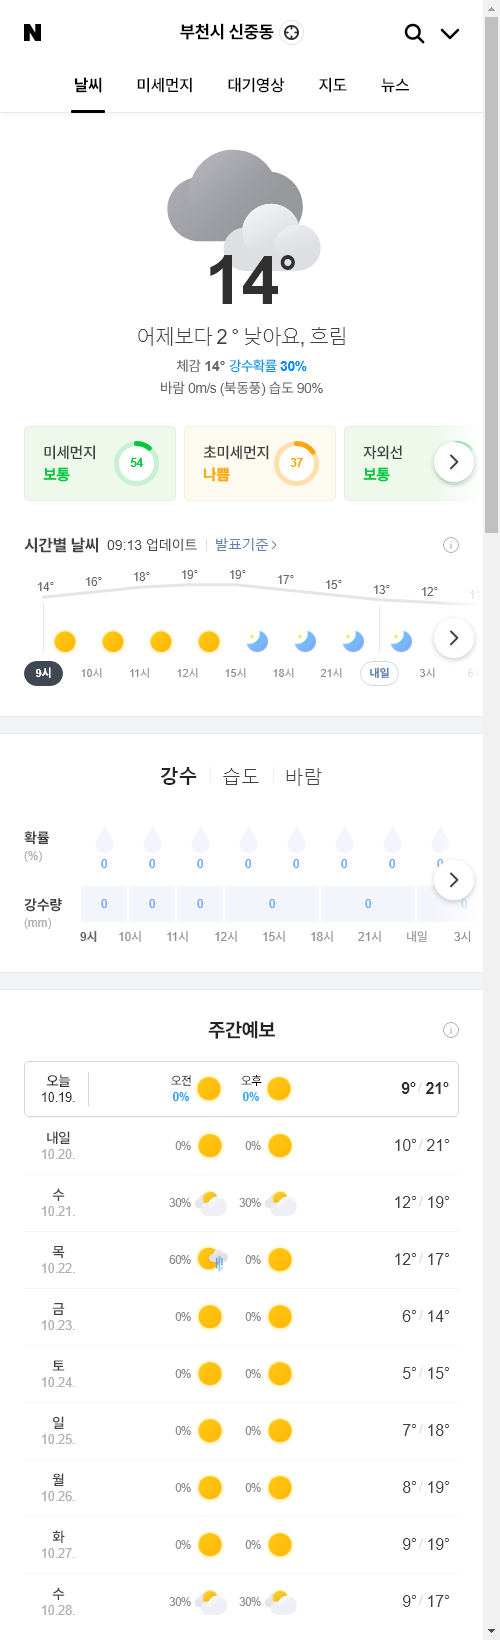 N
부천시 신중동
날씨 미세먼지 대기영상 지도 뉴스
14°
어제보다 2 ° 낮아요, 흐림
체감 14° 강수확률 30%
바람 0m/s (북동풍) 습도 90%
미세먼지 보통 54
초미세먼지 나쁨 37
자외선 보통
시간별 날씨 09:13 업데이트 발표기준 >
14° 16° 18° 19° 19° 17° 15° 13° 12°
9시 10시 11시 12시 15시 18시 21시 내일 3시
강수 습도 바람
확률
(%)
0 0 0 0 0 0 0 0
강수량
(mm)
0 0 0 0 0 0
9시 10시 11시 12시 15시 18시 21시 내일 3시
주간예보
오늘 10.19. 오전 0% 오후 0% 9° / 21°
내일 10.20. 0% 0% 10° / 21°
수 10.21. 30% 30% 12° / 19°
목 10.22. 60% 0% 12° / 17°
금 10.23. 0% 0% 6° / 14°
토 10.24. 0% 0% 5° / 15°
일 10.25. 0% 0% 7° / 18°
월 10.26. 0% 0% 8° / 19°
화 10.27. 0% 0% 9° / 19°
수 10.28. 30% 30% 9° / 17°